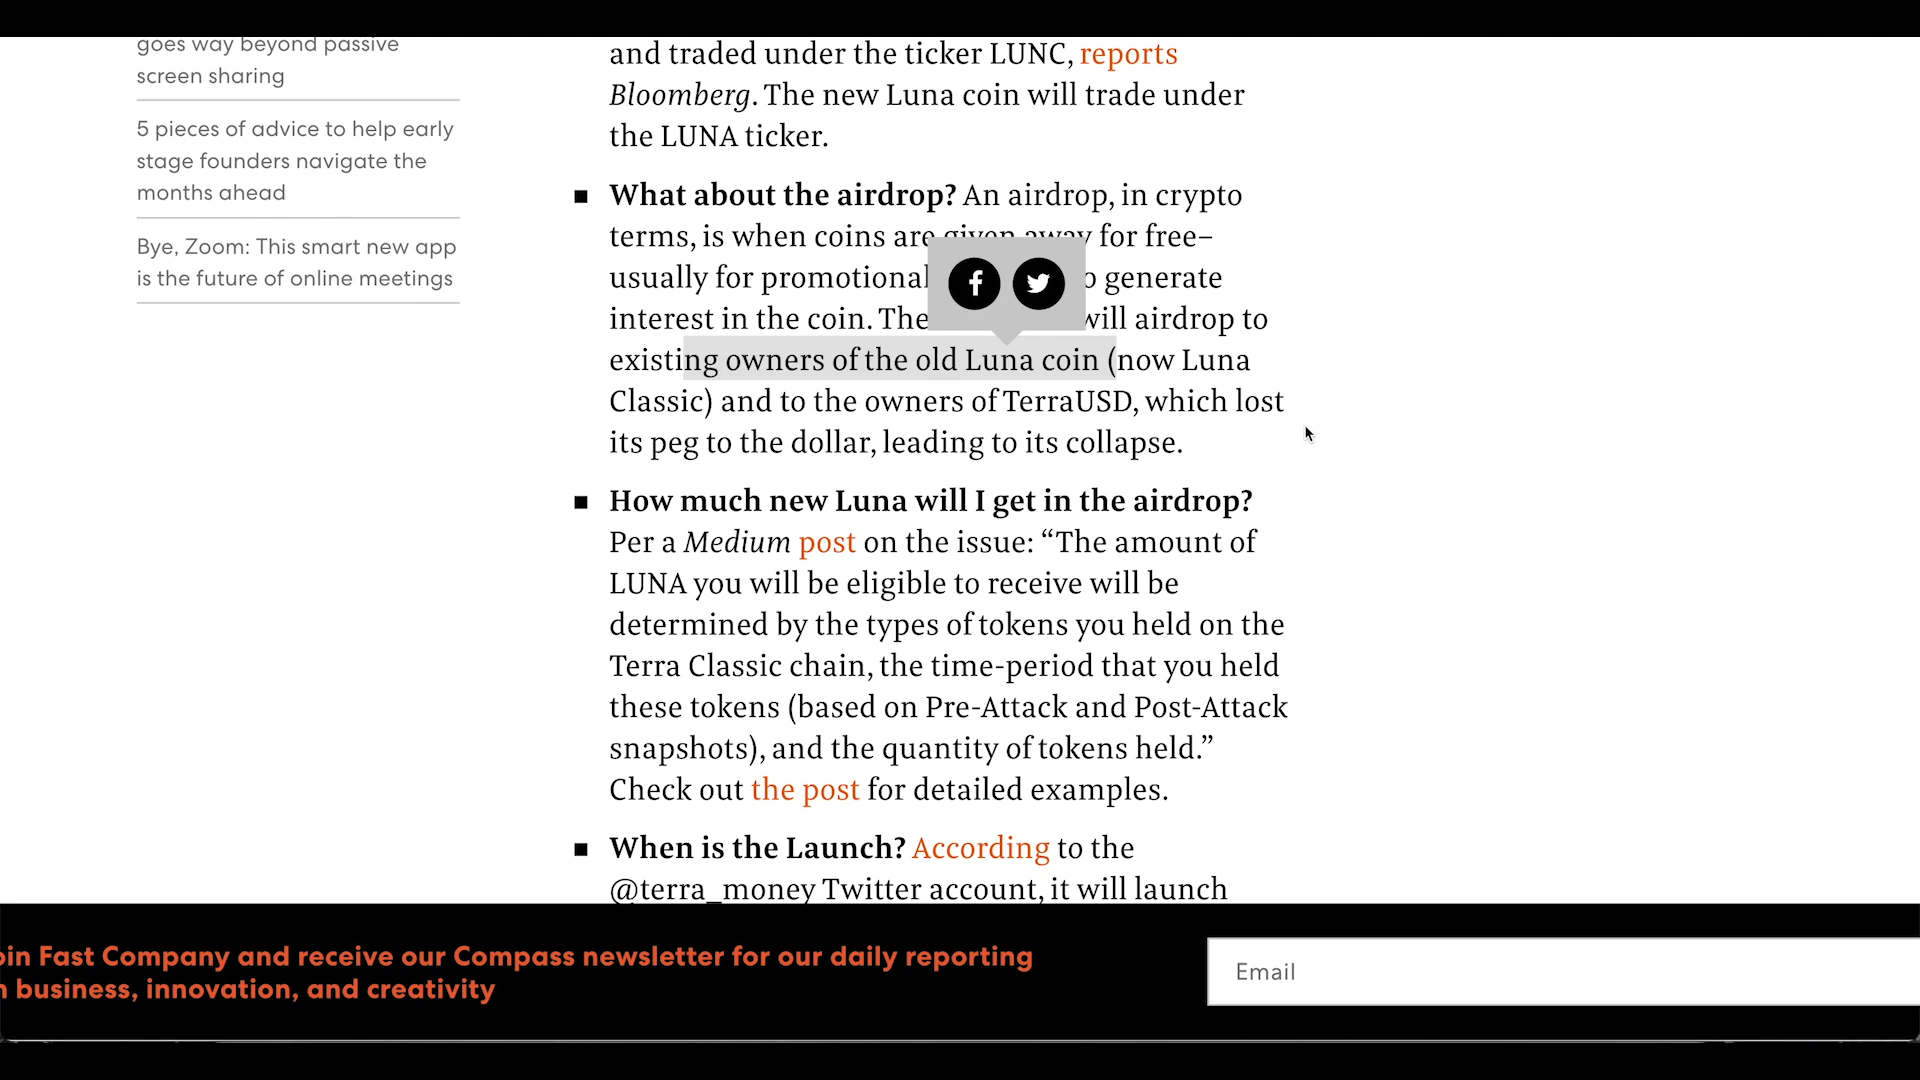 goes way beyond passive
screen sharing
5 pieces of advice to help early
stage founders navigate the
months ahead
Bye, Zoom: This smart new app
is the future of online meetings
and traded under the ticker LUNC, reports
Bloomberg. The new Luna coin will trade under
the LUNA ticker.
What about the airdrop? An airdrop, in crypto
terms, is when coins are given away for free–
usually for promotional generate
interest in the coin. The will airdrop to
existing owners of the old Luna coin (now Luna
Classic) and to the owners of TerraUSD, which lost
its peg to the dollar, leading to its collapse.
How much new Luna will I get in the airdrop?
Per a Medium post on the issue: “The amount of
LUNA you will be eligible to receive will be
determined by the types of tokens you held on the
Terra Classic chain, the time-period that you held
these tokens (based on Pre-Attack and Post-Attack
snapshots), and the quantity of tokens held.”
Check out the post for detailed examples.
When is the Launch? According to the
@terra_money Twitter account, it will launch
Fast Company and receive our Compass newsletter for our daily reporting
business, innovation, and creativity
Email